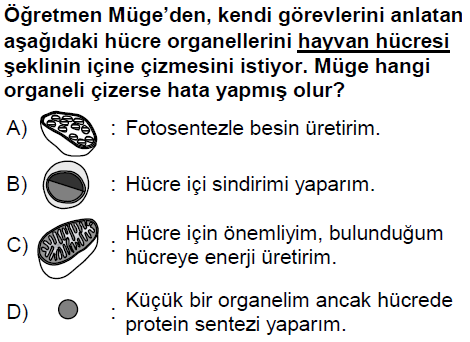 Öğretmen Müge’den, kendi görevlerini anlatan
aşağıdaki hücre organellerini hayvan hücresi
şeklinin içine çizmesini istiyor. Müge hangi
organeli çizerse hata yapmış olur?
A) : Fotosentezle besin üretirim.
B) : Hücre içi sindirimi yaparım.
C) : Hücre için önemliyim, bulunduğum
hücreye enerji üretirim.
D) : Küçük bir organelim ancak hücrede
protein sentezi yaparım.